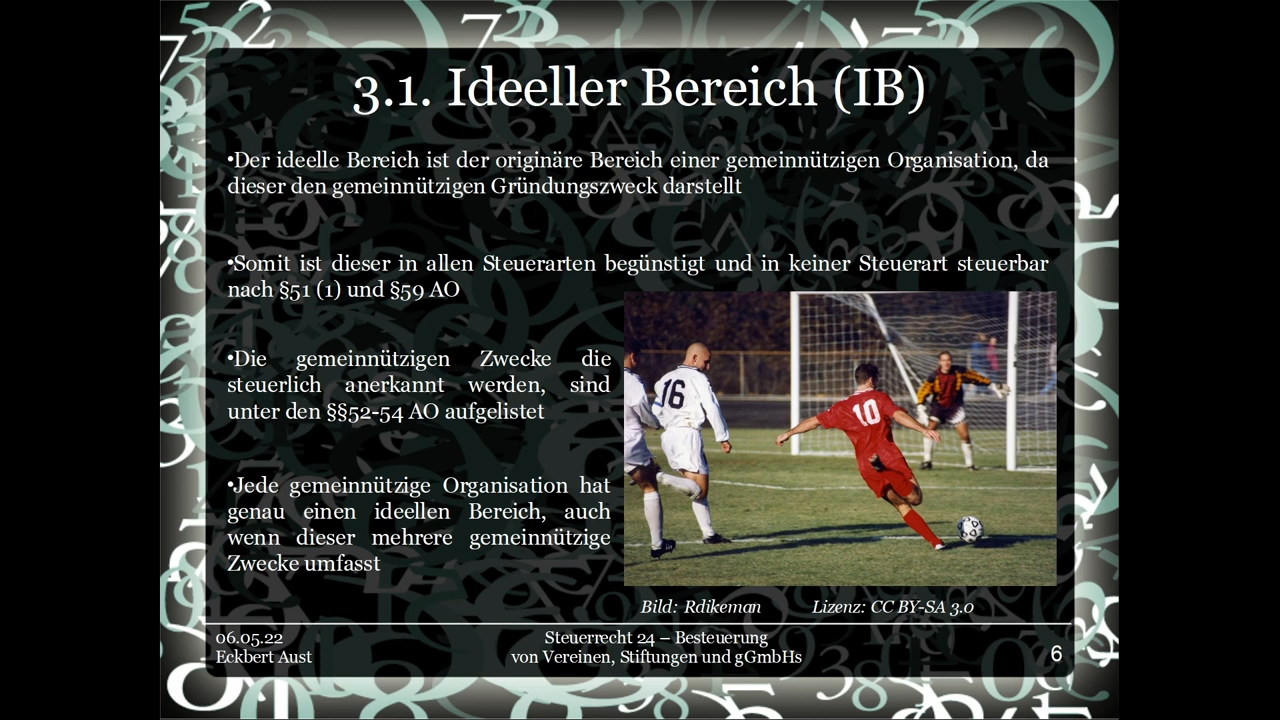 3.1. Ideeller Bereich (IB)
•Der ideelle Bereich ist der originäre Bereich einer gemeinnützigen Organisation, da
dieser den gemeinnützigen Gründungszweck darstellt
•Somit ist dieser in allen Steuerarten begünstigt und in keiner Steuerart steuerbar
nach §51 (1) und §59 AO
•Die gemeinnützigen Zwecke die
steuerlich anerkannt werden, sind
unter den §§52-54 AO aufgelistet
•Jede gemeinnützige Organisation hat
genau einen ideellen Bereich, auch
wenn dieser mehrere gemeinnützige
Zwecke umfasst
16
10
Bild: Rdikeman Lizenz: CC BY-SA 3.0
06.05.22
Eckbert Aust
Steuerrecht 24 – Besteuerung
von Vereinen, Stiftungen und gGmbHs
6